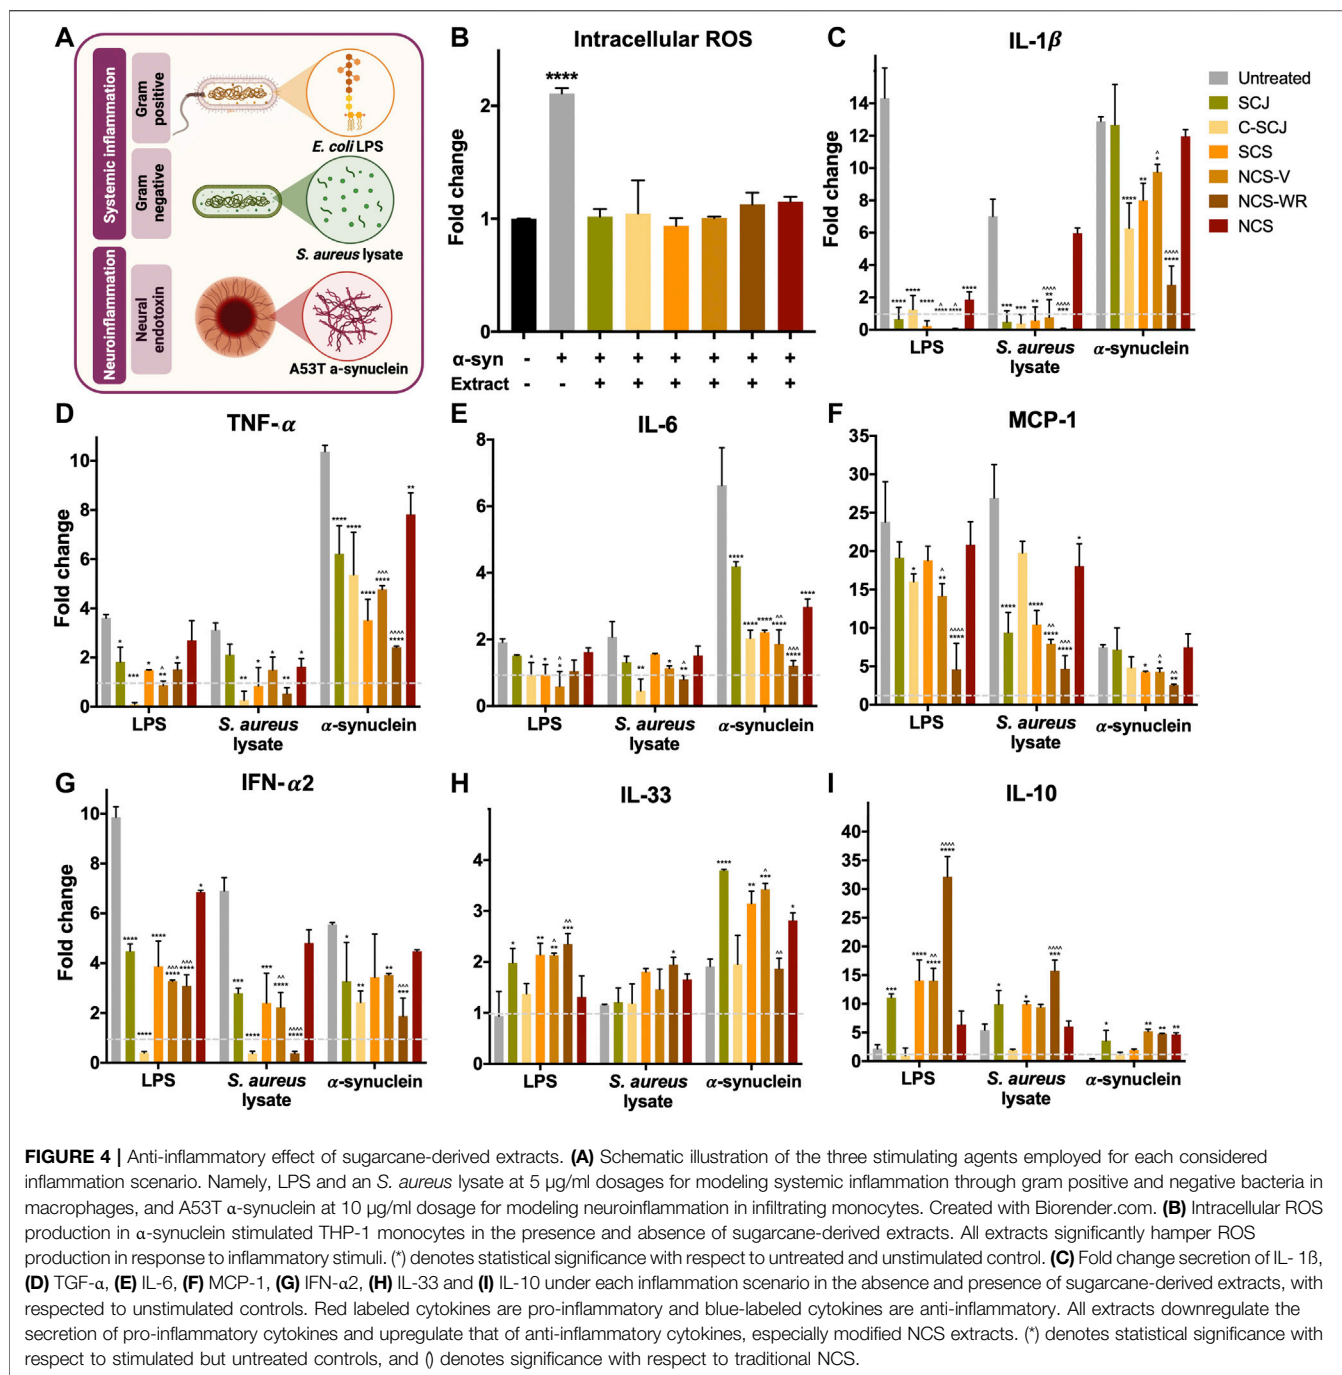 A
Systemic inflammation
Gram positive
E. coli LPS
Gram negative
S. aureus lysate
Neuroinflammation
Neural endotoxin
A53T a-synuclein
B
Intracellular ROS
Fold change
2
1
0
α-syn - + + + + + + +
Extract - - + + + + + +
****
C
IL-1β
Fold change
14
12
10
8
6
4
2
0
LPS
S. aureus lysate
α-synuclein
Untreated
SCJ
C-SCJ
SCS
NCS-V
NCS-WR
NCS
D
TNF-α
Fold change
10
8
6
4
2
0
LPS
S. aureus lysate
α-synuclein
E
IL-6
8
6
4
2
0
LPS
S. aureus lysate
α-synuclein
F
MCP-1
35
30
25
20
15
10
5
0
LPS
S. aureus lysate
α-synuclein
G
IFN-α2
Fold change
10
8
6
4
2
0
LPS
S. aureus lysate
α-synuclein
H
IL-33
4
3
2
1
0
LPS
S. aureus lysate
α-synuclein
I
IL-10
40
35
30
25
20
15
10
5
0
LPS
S. aureus lysate
α-synuclein
FIGURE 4 | Anti-inflammatory effect of sugarcane-derived extracts. (A) Schematic illustration of the three stimulating agents employed for each considered
inflammation scenario. Namely, LPS and an S. aureus lysate at 5 µg/ml dosages for modeling systemic inflammation through gram positive and negative bacteria in
macrophages, and A53T α-synuclein at 10 µg/ml dosage for modeling neuroinflammation in infiltrating monocytes. Created with Biorender.com. (B) Intracellular ROS
production in α-synuclein stimulated THP-1 monocytes in the presence and absence of sugarcane-derived extracts. All extracts significantly hamper ROS
production in response to inflammatory stimuli. (*) denotes statistical significance with respect to untreated and unstimulated control. (C) Fold change secretion of IL- 1ß,
(D) TGF-α, (E) IL-6, (F) MCP-1, (G) IFN-α2, (H) IL-33 and (I) IL-10 under each inflammation scenario in the absence and presence of sugarcane-derived extracts, with
respected to unstimulated controls. Red labeled cytokines are pro-inflammatory and blue-labeled cytokines are anti-inflammatory. All extracts downregulate the
secretion of pro-inflammatory cytokines and upregulate that of anti-inflammatory cytokines, especially modified NCS extracts. (*) denotes statistical significance with
respect to stimulated but untreated controls, and () denotes significance with respect to traditional NCS.